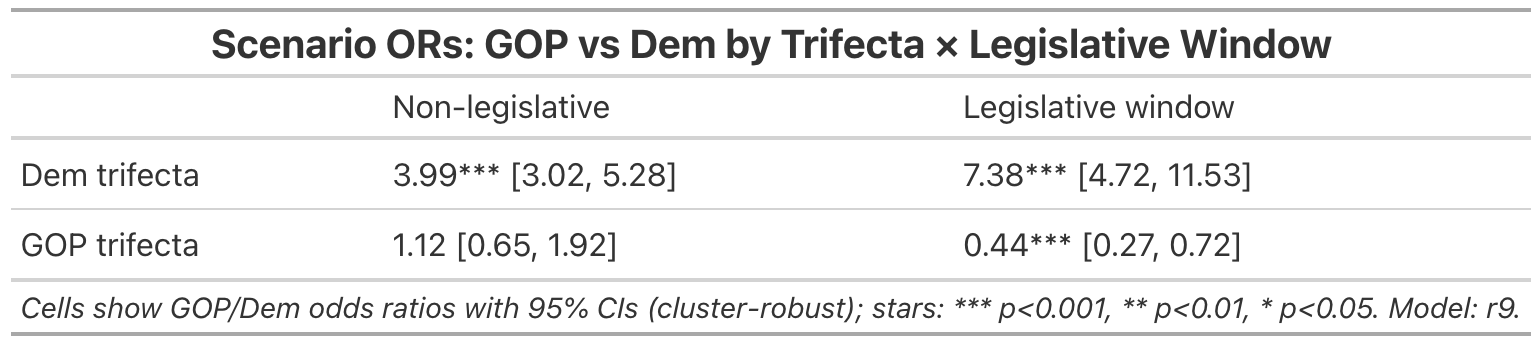 Scenario ORs: GOP vs Dem by Trifecta × Legislative Window
Non-legislative Legislative window
Dem trifecta 3.99*** [3.02, 5.28] 7.38*** [4.72, 11.53]
GOP trifecta 1.12 [0.65, 1.92] 0.44*** [0.27, 0.72]
Cells show GOP/Dem odds ratios with 95% CIs (cluster-robust); stars: *** p<0.001, ** p<0.01, * p<0.05. Model: r9.